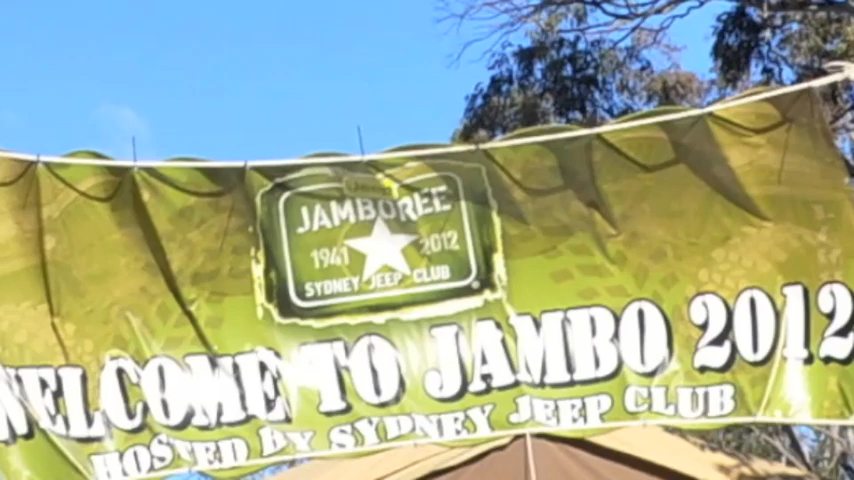 JAMBOREE
1941 2012
SYDNEY JEEP CLUB
WELCOME TO JAMBO 2012
HOSTED BY SYDNEY JEEP CLUB